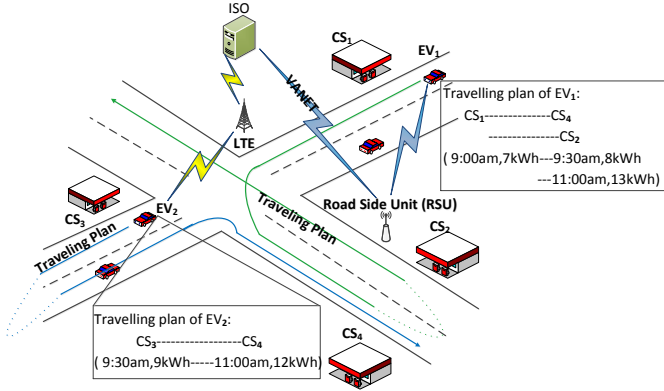 ISO
CS₁
EV₁
VANET
LTE
Travelling plan of EV₁:
CS₁----------------CS₄
---------------CS₂
( 9:00am,7kWh---9:30am,8kWh
---11:00am,13kWh)
CS₃
EV₂
Road Side Unit (RSU)
CS₂
Traveling Plan
Traveling Plan
Travelling plan of EV₂:
CS₃--------------------CS₄
( 9:30am,9kWh-----11:00am,12kWh)
CS₄